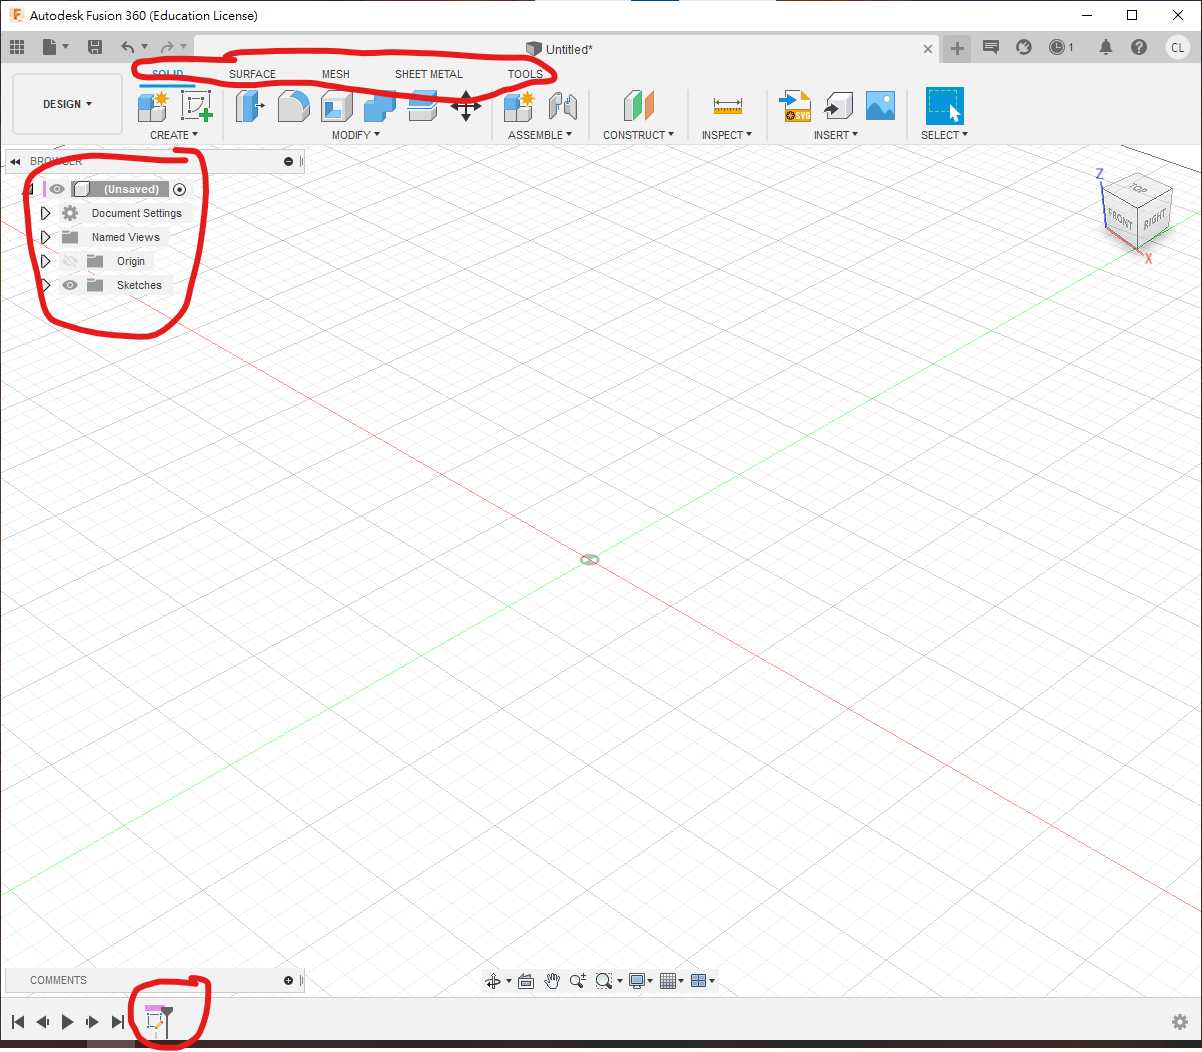 Autodesk Fusion 360 (Education License)
Untitled*
1
CL
SOLID SURFACE MESH SHEET METAL TOOLS
DESIGN
SVG
CREATE MODIFY ASSEMBLE CONSTRUCT INSPECT INSERT SELECT
BROWSER
(Unsaved)
Document Settings
Named Views
Origin
Sketches
Z
TOP
FRONT RIGHT
X
COMMENTS